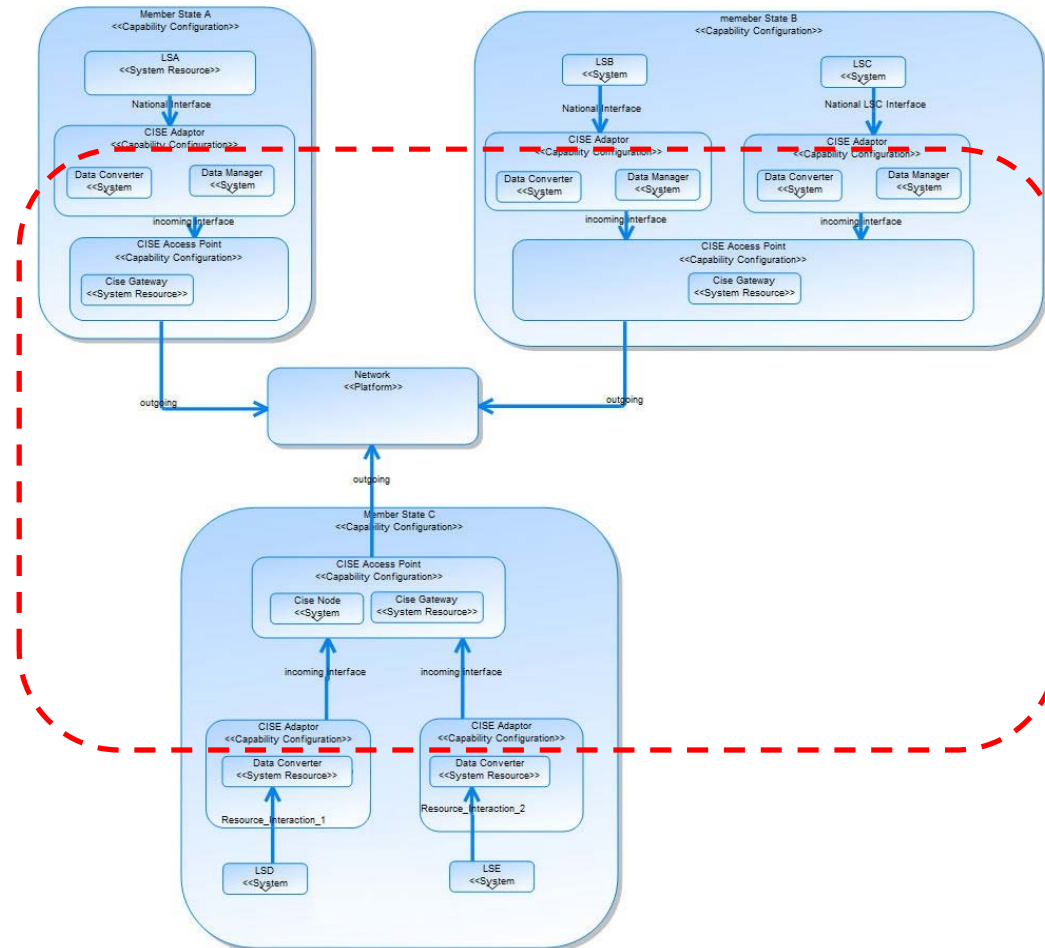 Member State A
<<Capability Configuration>>
LSA
<<System Resource>>
National Interface
CISE Adaptor
<<Capability Configuration>>
Data Converter
<<System
Data Manager
<<System
incoming interface
CISE Access Point
<<Capability Configuration>>
Cise Gateway
<<System Resource>>
outgoing
memeber State B
<<Capability Configuration>>
LSB
<<System
LSC
<<System
National Interface
National LSC Interface
CISE Adaptor
<<Capability Configuration>>
Data Converter
<<System
Data Manager
<<System
CISE Adaptor
<<Capability Configuration>>
Data Converter
<<System
Data Manager
<<System
incoming interface
incoming interface
CISE Access Point
<<Capability Configuration>>
Cise Gateway
<<System Resource>>
outgoing
Network
<<Platform>>
outgoing
Member State C
<<Capability Configuration>>
CISE Access Point
<<Capability Configuration>>
Cise Node
<<System
Cise Gateway
<<System Resource>>
incoming interface
incoming interface
CISE Adaptor
<<Capability Configuration>>
Data Converter
<<System Resource>>
Resource_Interaction_1
CISE Adaptor
<<Capability Configuration>>
Data Converter
<<System Resource>>
Resource_Interaction_2
LSD
<<System
LSE
<<System